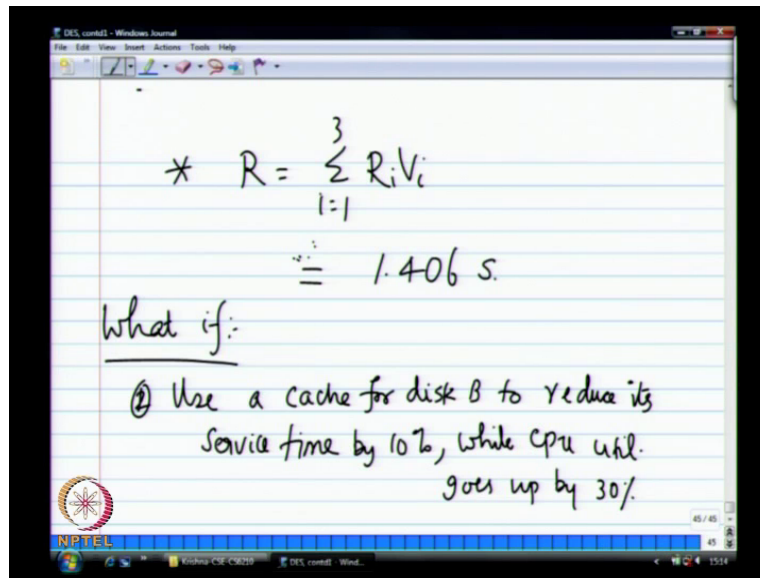 DES, contd1 - Windows Journal
File Edit View Insert Actions Tools Help
3
* R = Σ RiVi
i=1
= 1.406 s.
What if:-
② Use a cache for disk B to reduce its
Service time by 10%, while cpu util.
goes up by 30%.
45 / 45
45
NPTEL
Krishna-CSE-CS6210
DES, contd1 - Wind...
1514